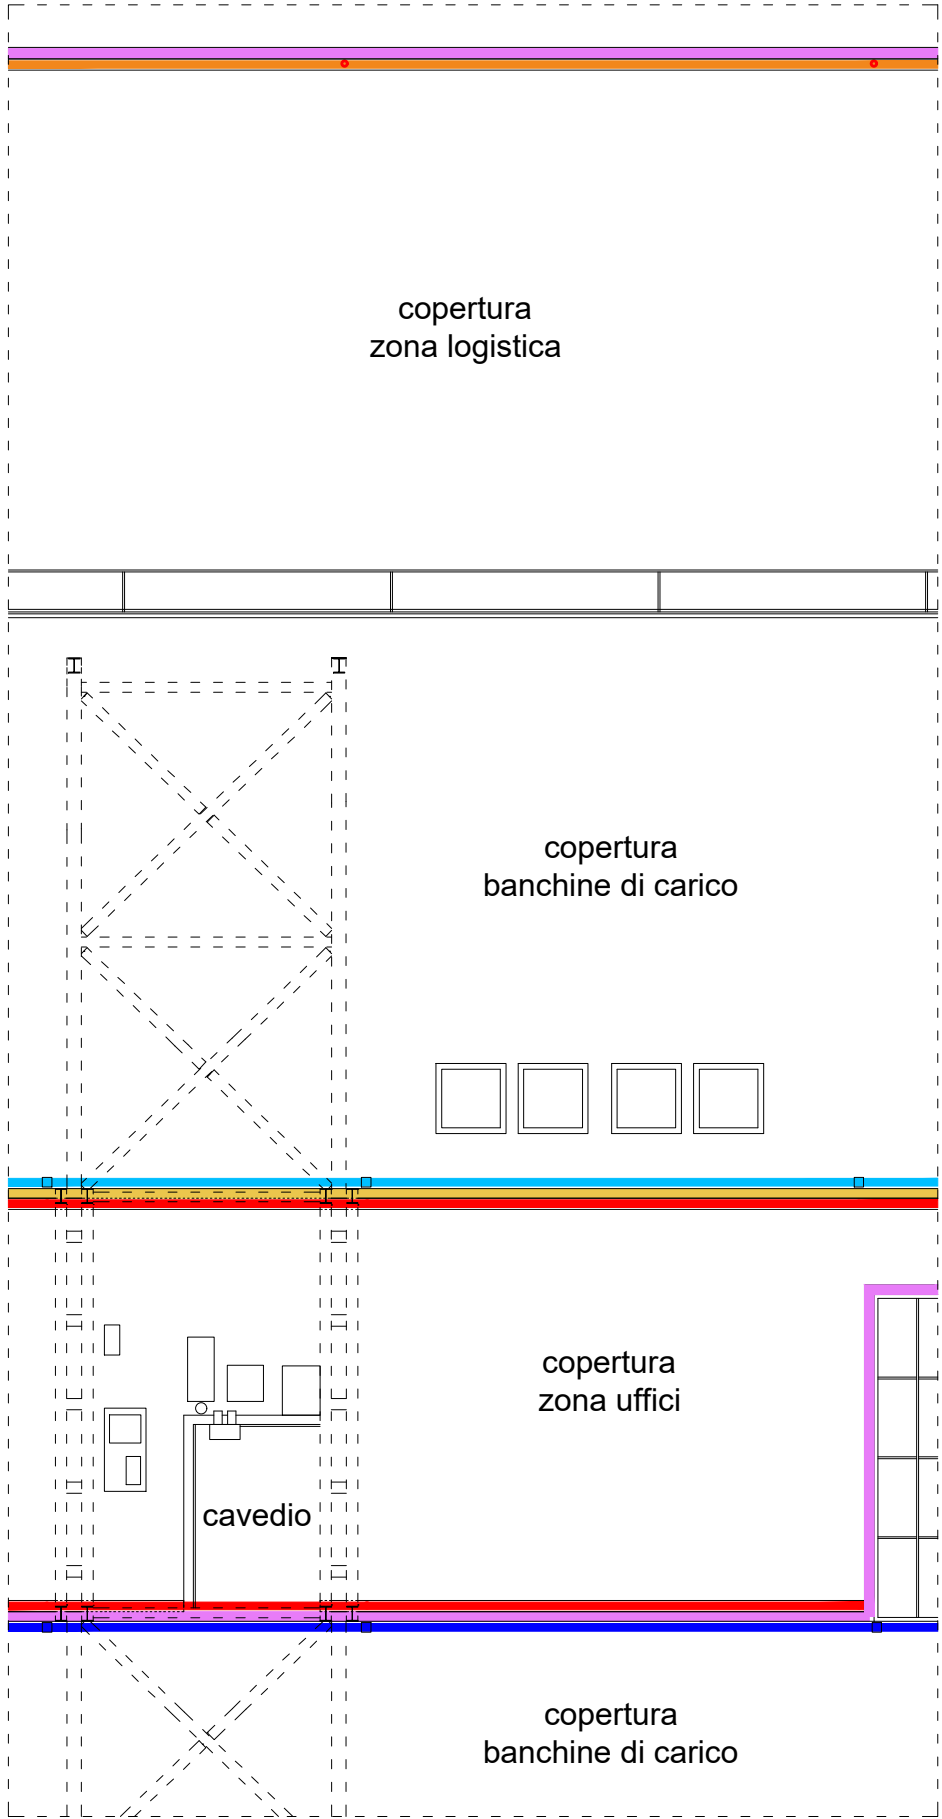 copertura
zona logistica
copertura
banchine di carico
copertura
zona uffici
cavedio
copertura
banchine di carico